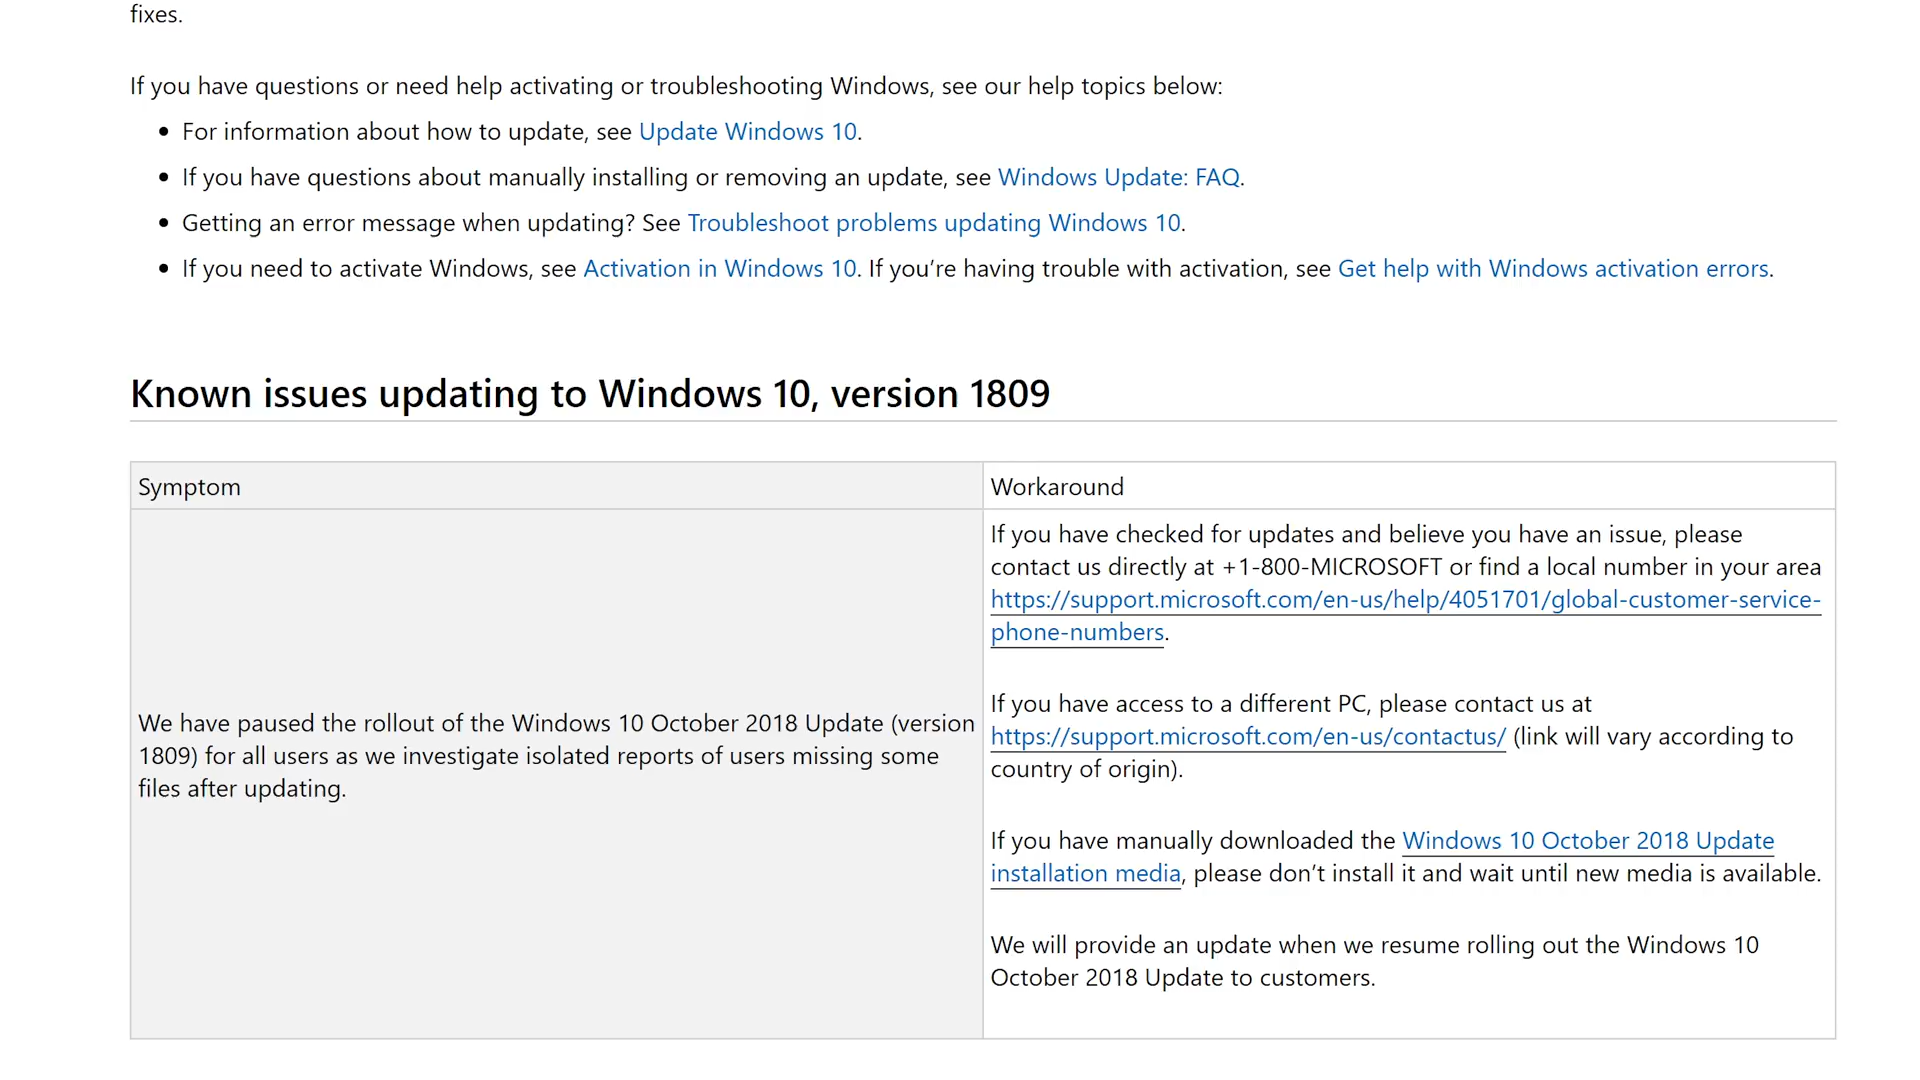 fixes.
If you have questions or need help activating or troubleshooting Windows, see our help topics below:
• For information about how to update, see Update Windows 10.
• If you have questions about manually installing or removing an update, see Windows Update: FAQ.
• Getting an error message when updating? See Troubleshoot problems updating Windows 10.
• If you need to activate Windows, see Activation in Windows 10. If you’re having trouble with activation, see Get help with Windows activation errors.
Known issues updating to Windows 10, version 1809
Symptom
Workaround
We have paused the rollout of the Windows 10 October 2018 Update (version
1809) for all users as we investigate isolated reports of users missing some
files after updating.
If you have checked for updates and believe you have an issue, please
contact us directly at +1-800-MICROSOFT or find a local number in your area
https://support.microsoft.com/en-us/help/4051701/global-customer-service-
phone-numbers.
If you have access to a different PC, please contact us at
https://support.microsoft.com/en-us/contactus/ (link will vary according to
country of origin).
If you have manually downloaded the Windows 10 October 2018 Update
installation media, please don’t install it and wait until new media is available.
We will provide an update when we resume rolling out the Windows 10
October 2018 Update to customers.